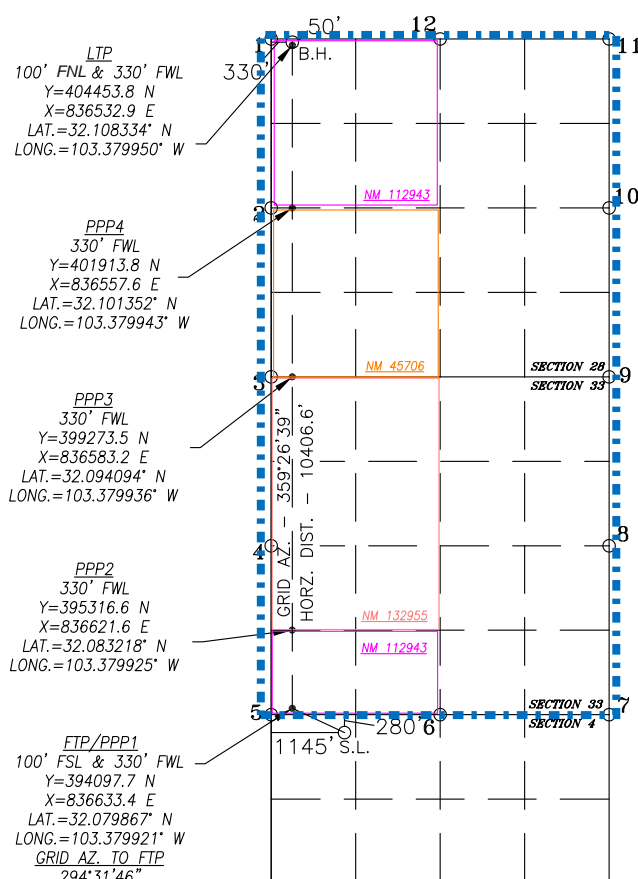 LTP
100' FNL & 330' FWL
Y=404453.8 N
X=836532.9 E
LAT.=32.108334° N
LONG.=103.379950° W
PPP4
330' FWL
Y=401913.8 N
X=836557.6 E
LAT.=32.101352° N
LONG.=103.379943° W
PPP3
330' FWL
Y=399273.5 N
X=836583.2 E
LAT.=32.094094° N
LONG.=103.379936° W
PPP2
330' FWL
Y=395316.6 N
X=836621.6 E
LAT.=32.083218° N
LONG.=103.379925° W
FTP/PPP1
100' FSL & 330' FWL
Y=394097.7 N
X=836633.4 E
LAT.=32.079867° N
LONG.=103.379921° W
GRID AZ. TO FTP
294°31'46"
1
50'
12
11
330'
B.H.
NM 112943
2
10
NM 45706
SECTION 28
3
9
SECTION 33
GRID AZ. - 359°26'39"
HORZ. DIST. - 10406.6'
4
8
NM 132955
NM 112943
SECTION 33
5
6
7
SECTION 4
280'
1145'
S.L.